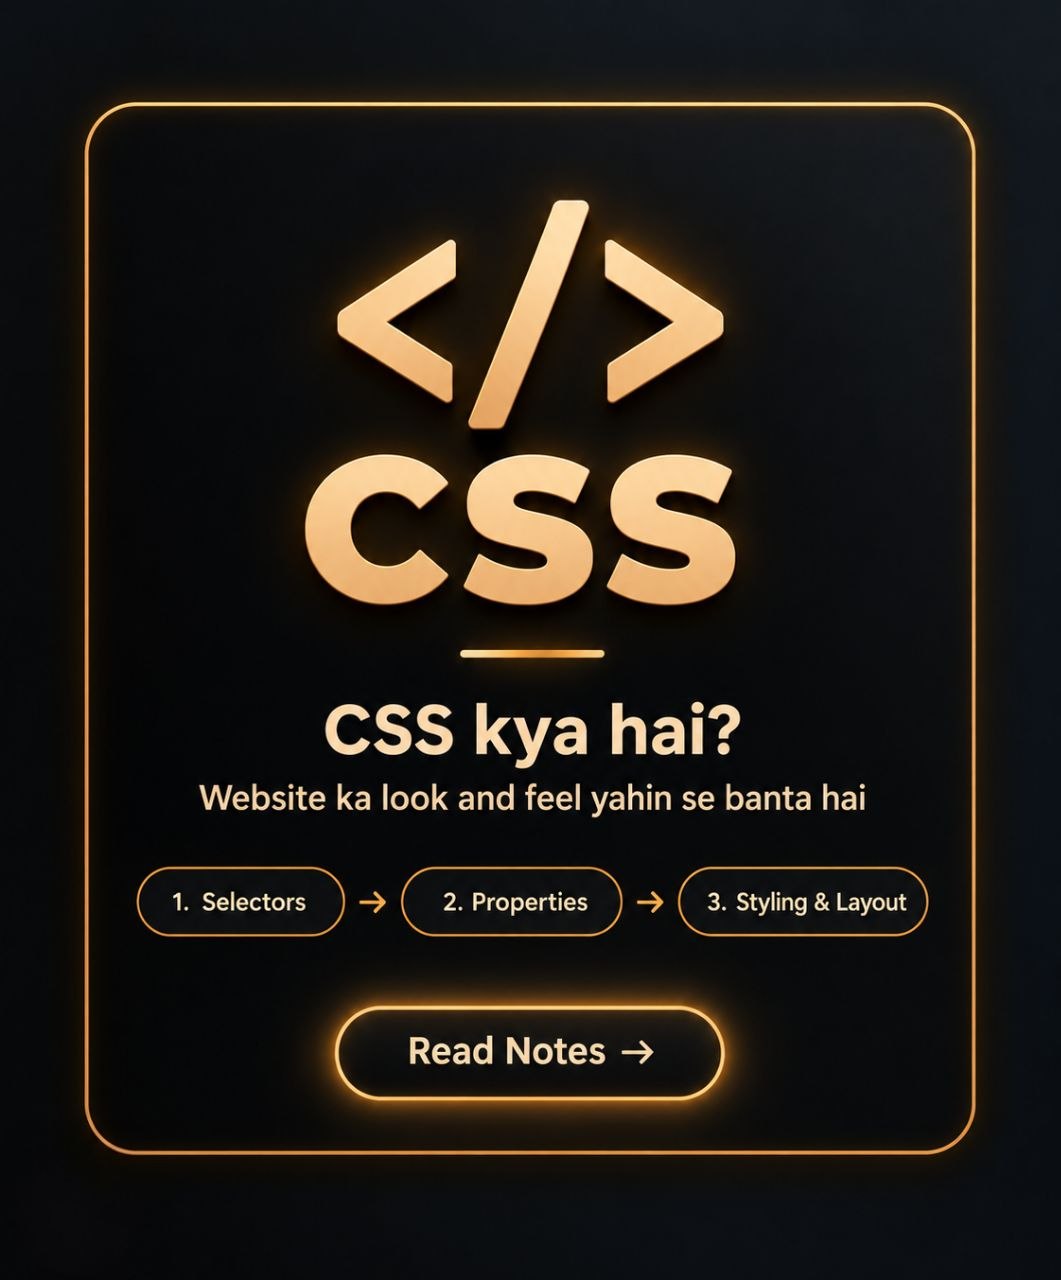 </>
CSS
CSS kya hai?
Website ka look and feel yahin se banta hai
1. Selectors → 2. Properties → 3. Styling & Layout
Read Notes →